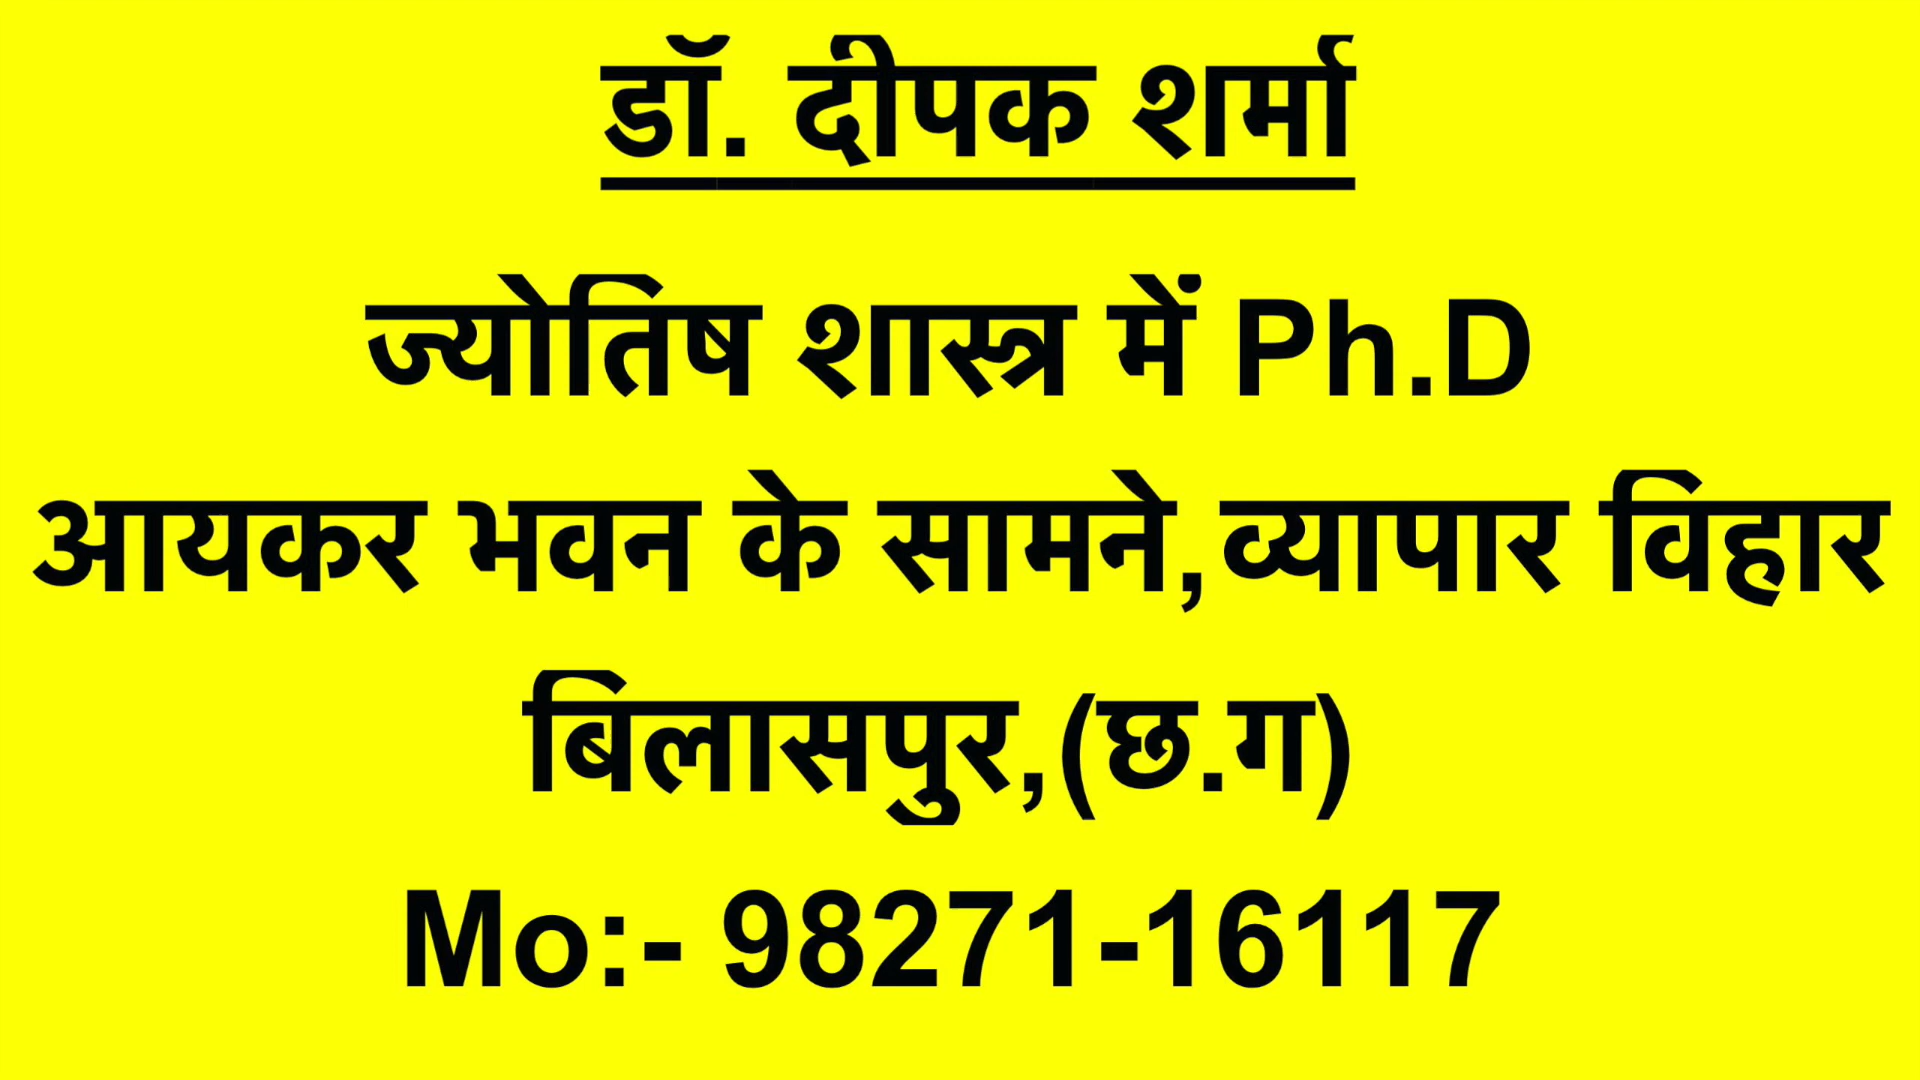 डॉ. दीपक शर्मा
ज्योतिष शास्त्र में Ph.D
आयकर भवन के सामने,व्यापार विहार
बिलासपुर,(छ.ग)
Mo:- 98271-16117